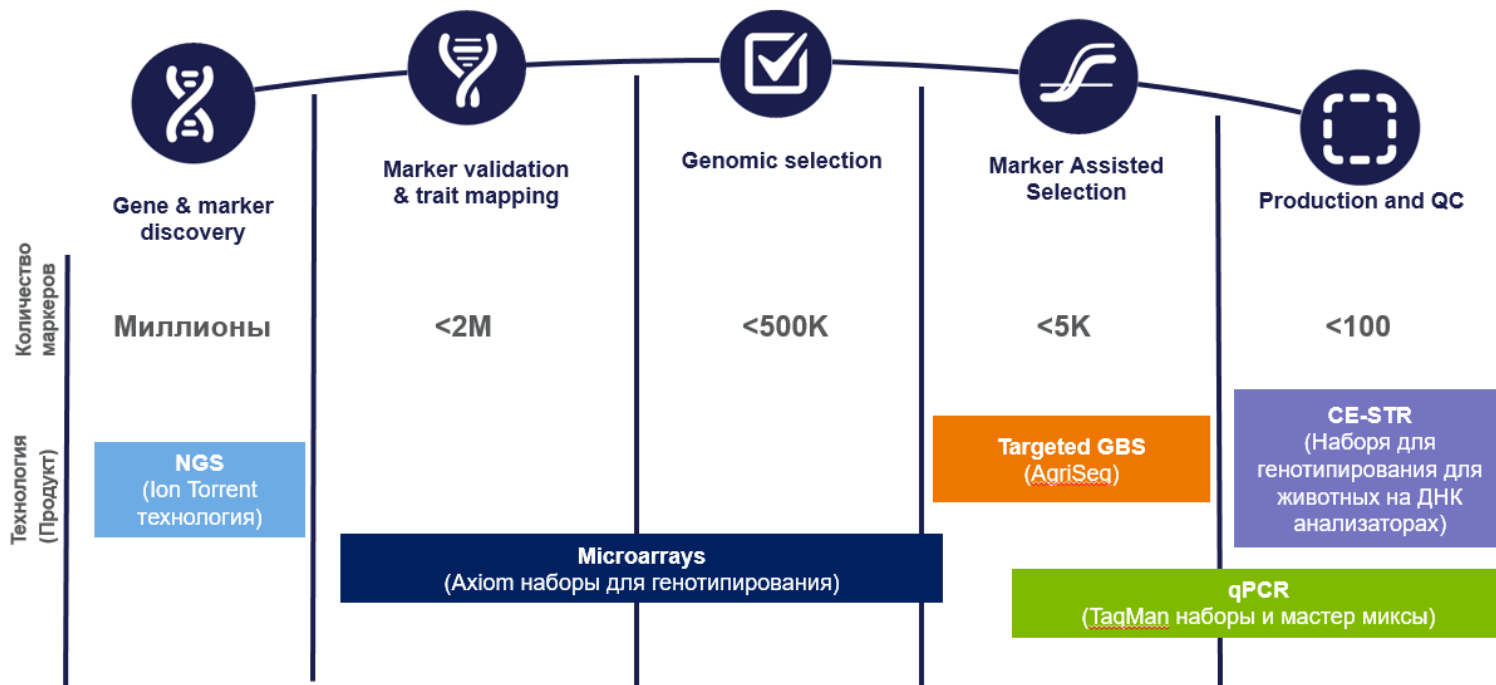 Gene & marker
discovery
Marker validation
& trait mapping
Genomic selection
Marker Assisted
Selection
Production and QC
Количество
маркеров
Миллионы
<2M
<500K
<5K
<100
Технология
(Продукт)
NGS
(Ion Torrent
технология)
Microarrays
(Axiom наборы для генотипирования)
Targeted GBS
(AgriSeq)
CE-STR
(Наборя для
генотипирования для
животных на ДНК
анализаторах)
qPCR
(TaqMan наборы и мастер миксы)